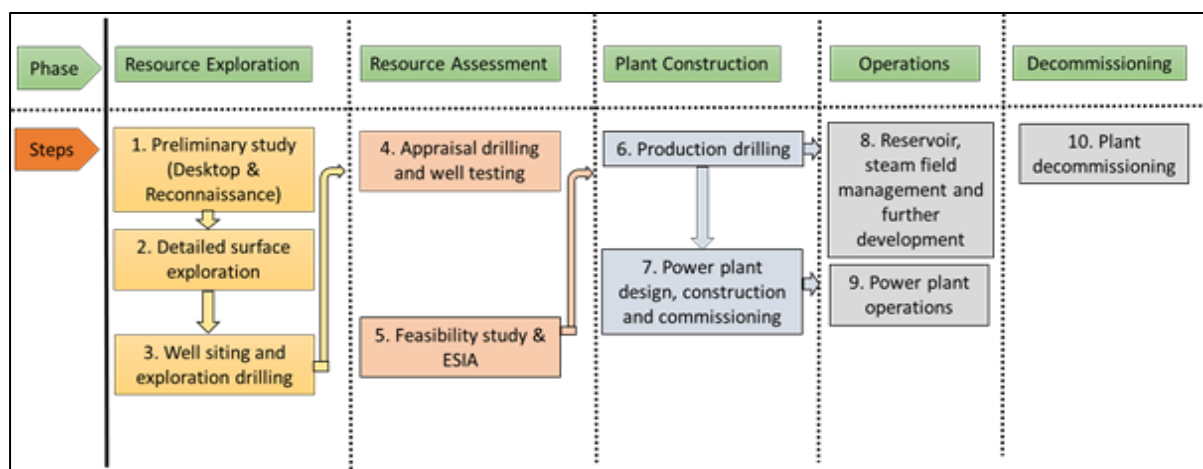 Phase
Resource Exploration
Resource Assessment
Plant Construction
Operations
Decommissioning
Steps
1. Preliminary study
(Desktop &
Reconnaissance)
2. Detailed surface
exploration
3. Well siting and
exploration drilling
4. Appraisal drilling
and well testing
5. Feasibility study &
ESIA
6. Production drilling
7. Power plant
design, construction
and commissioning
8. Reservoir,
steam field
management and
further
development
9. Power plant
operations
10. Plant
decommissioning